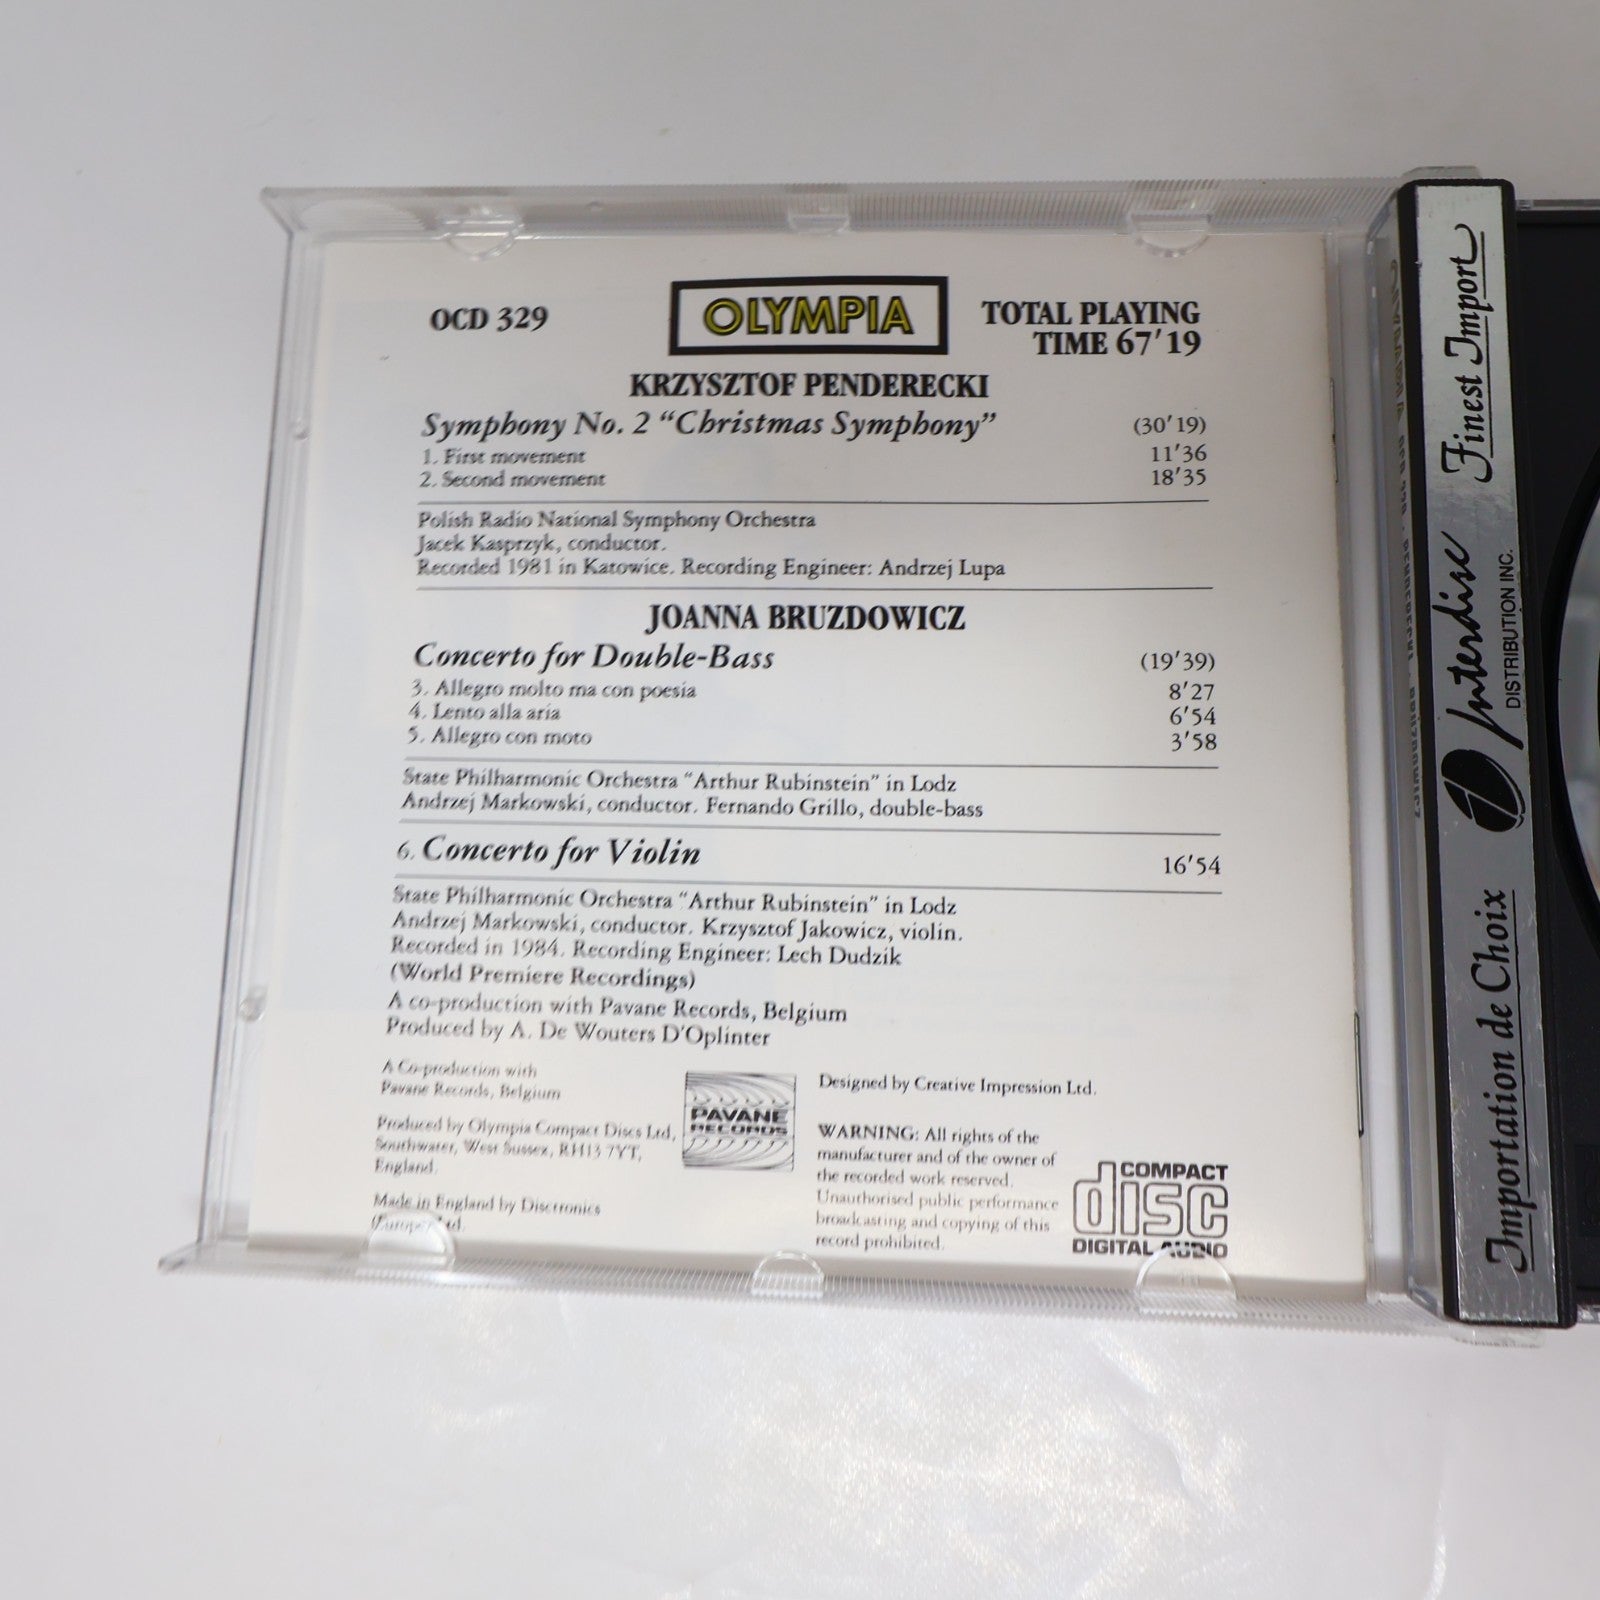 OCD 329
OLYMPIA
TOTAL PLAYING
TIME 67'19
KRZYSZTOF PENDERECKI
Symphony No. 2 “Christmas Symphony” (30'19)
1. First movement 11'36
2. Second movement 18'35
Polish Radio National Symphony Orchestra
Jacek Kasprzyk, conductor.
Recorded 1981 in Katowice. Recording Engineer: Andrzej Lupa
JOANNA BRUZDOWICZ
Concerto for Double-Bass (19'39)
3. Allegro molto ma con poesia 8'27
4. Lento alla aria 6'54
5. Allegro con moto 3'58
State Philharmonic Orchestra “Arthur Rubinstein” in Lodz
Andrzej Markowski, conductor. Fernando Grillo, double-bass
6. Concerto for Violin 16'54
State Philharmonic Orchestra “Arthur Rubinstein” in Lodz
Andrzej Markowski, conductor. Krzysztof Jakowicz, violin.
Recorded in 1984. Recording Engineer: Lech Dudzik
(World Premiere Recordings)
A co-production with Pavane Records, Belgium
Produced by A. De Wouters D'Oplinter
A Co-production with
Pavane Records, Belgium
Produced by Olympia Compact Discs Ltd,
Southwater, West Sussex, RH13 7YT,
England.
Made in England by Disctronics
(Europe) Ltd.
PAVANE
RECORDS
Designed by Creative Impression Ltd.
WARNING: All rights of the
manufacturer and of the owner of
the recorded work reserved.
Unauthorised public performance
broadcasting and copying of this
record prohibited.
COMPACT
disc
DIGITAL AUDIO
Importation de Choix
Interdisc
DISTRIBUTION INC.
Finest Import